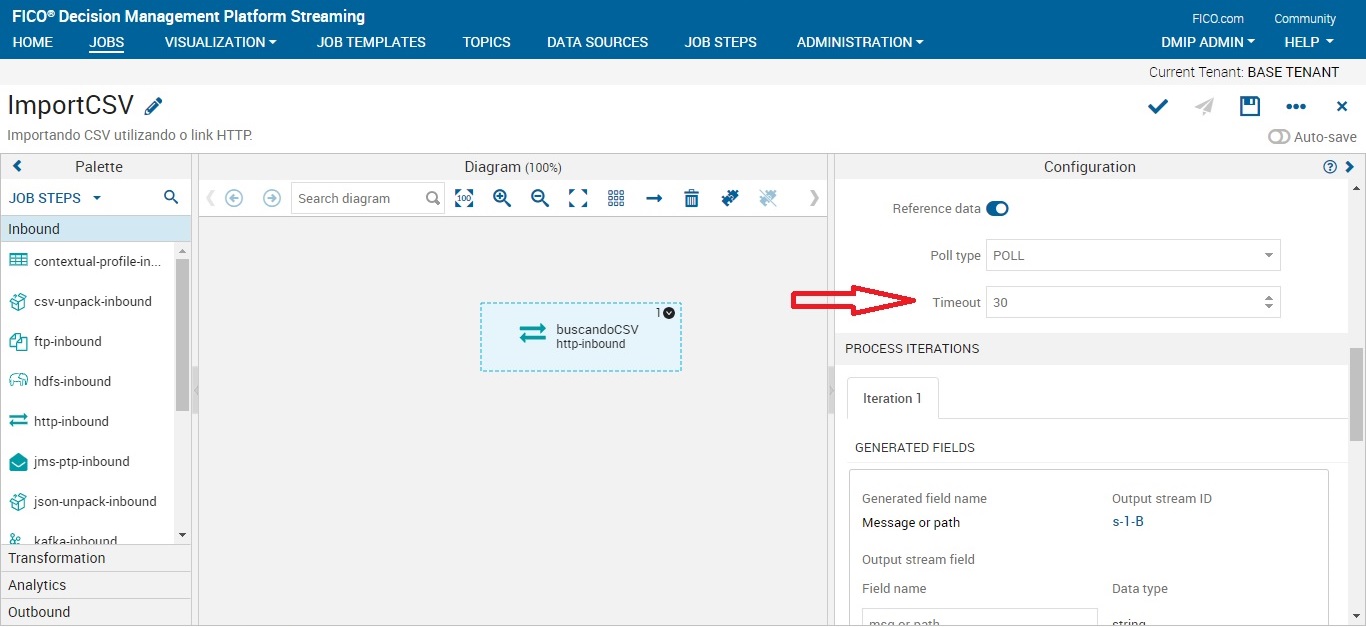 FICO® Decision Management Platform Streaming
FICO.com Community
HOME JOBS VISUALIZATION JOB TEMPLATES TOPICS DATA SOURCES JOB STEPS ADMINISTRATION DMIP ADMIN HELP
Current Tenant: BASE TENANT
ImportCSV
Importando CSV utilizando o link HTTP.
Auto-save
Palette
JOB STEPS
Inbound
contextual-profile-in...
csv-unpack-inbound
ftp-inbound
hdfs-inbound
http-inbound
jms-ptp-inbound
json-unpack-inbound
kafka-inbound
Transformation
Analytics
Outbound
Diagram (100%)
Search diagram
100
1
buscandoCSV
http-inbound
Configuration
Reference data
Poll type POLL
Timeout 30
PROCESS ITERATIONS
Iteration 1
GENERATED FIELDS
Generated field name Output stream ID
Message or path s-1-B
Output stream field
Field name Data type
msg or path string